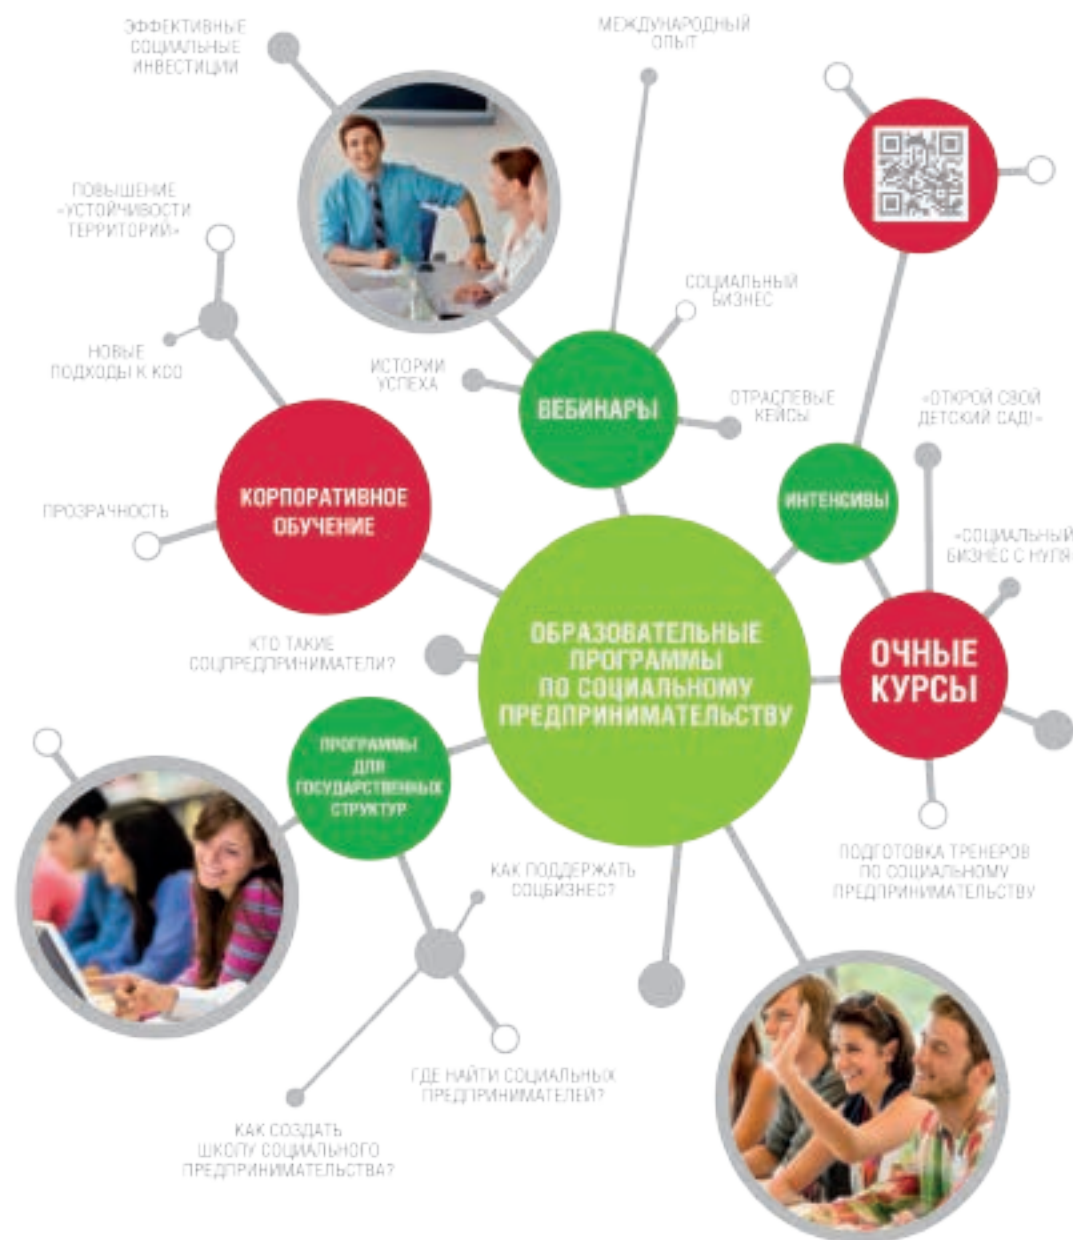 ЭФФЕКТИВНЫЕ
СОЦИАЛЬНЫЕ
ИНВЕСТИЦИИ
МЕЖДУНАРОДНЫЙ
ОПЫТ
ПОВЫШЕНИЕ
«УСТОЙЧИВОСТИ
ТЕРРИТОРИЙ»
СОЦИАЛЬНЫЙ
БИЗНЕС
НОВЫЕ
ПОДХОДЫ К КСО
ИСТОРИИ
УСПЕХА
ВЕБИНАРЫ
ОТРАСЛЕВЫЕ
КЕЙСЫ
«ОТКРОЙ СВОЙ
ДЕТСКИЙ САД!»
ПРОЗРАЧНОСТЬ
КОРПОРАТИВНОЕ
ОБУЧЕНИЕ
ИНТЕНСИВЫ
«СОЦИАЛЬНЫЙ
БИЗНЕС С НУЛЯ
КТО ТАКИЕ
СОЦПРЕДПРИНИМАТЕЛИ?
ОБРАЗОВАТЕЛЬНЫЕ
ПРОГРАММЫ
ПО СОЦИАЛЬНОМУ
ПРЕДПРИНИМАТЕЛЬСТВУ
ОЧНЫЕ
КУРСЫ
ПРОГРАММЫ
ДЛЯ
ГОСУДАРСТВЕННЫХ
СТРУКТУР
КАК ПОДДЕРЖАТЬ
СОЦБИЗНЕС?
ПОДГОТОВКА ТРЕНЕРОВ
ПО СОЦИАЛЬНОМУ
ПРЕДПРИНИМАТЕЛЬСТВУ
ГДЕ НАЙТИ СОЦИАЛЬНЫХ
ПРЕДПРИНИМАТЕЛЕЙ?
КАК СОЗДАТЬ
ШКОЛУ СОЦИАЛЬНОГО
ПРЕДПРИНИМАТЕЛЬСТВА?